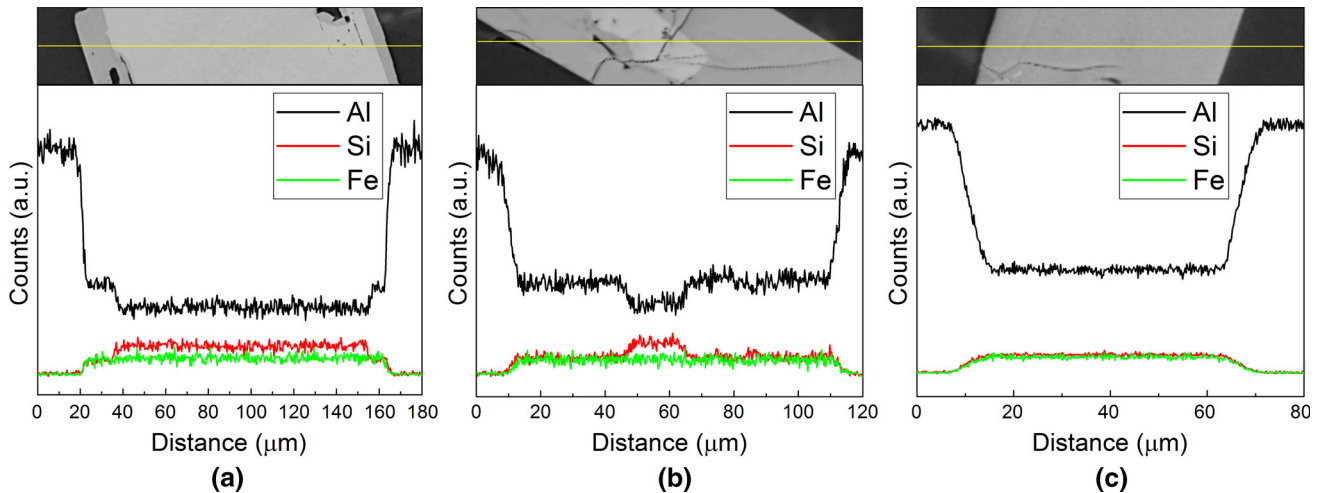 Counts (a.u.)
Al
Si
Fe
0 20 40 60 80 100 120 140 160 180
Distance (μm)
(a)
Counts (a.u.)
Al
Si
Fe
0 20 40 60 80 100 120
Distance (μm)
(b)
Counts (a.u.)
Al
Si
Fe
0 20 40 60 80
Distance (μm)
(c)